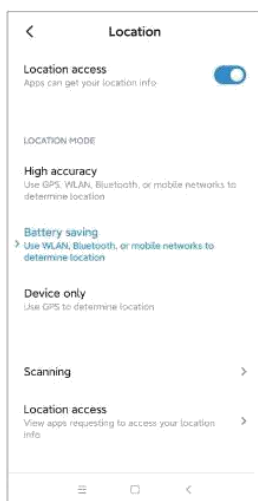 Location
Location access
Apps can get your location info
LOCATION MODE
High accuracy
Use GPS, WLAN, Bluetooth, or mobile networks to
determine location
Battery saving
Use WLAN, Bluetooth, or mobile networks to
determine location
Device only
Use GPS to determine location
Scanning
Location access
View apps requesting to access your location
info